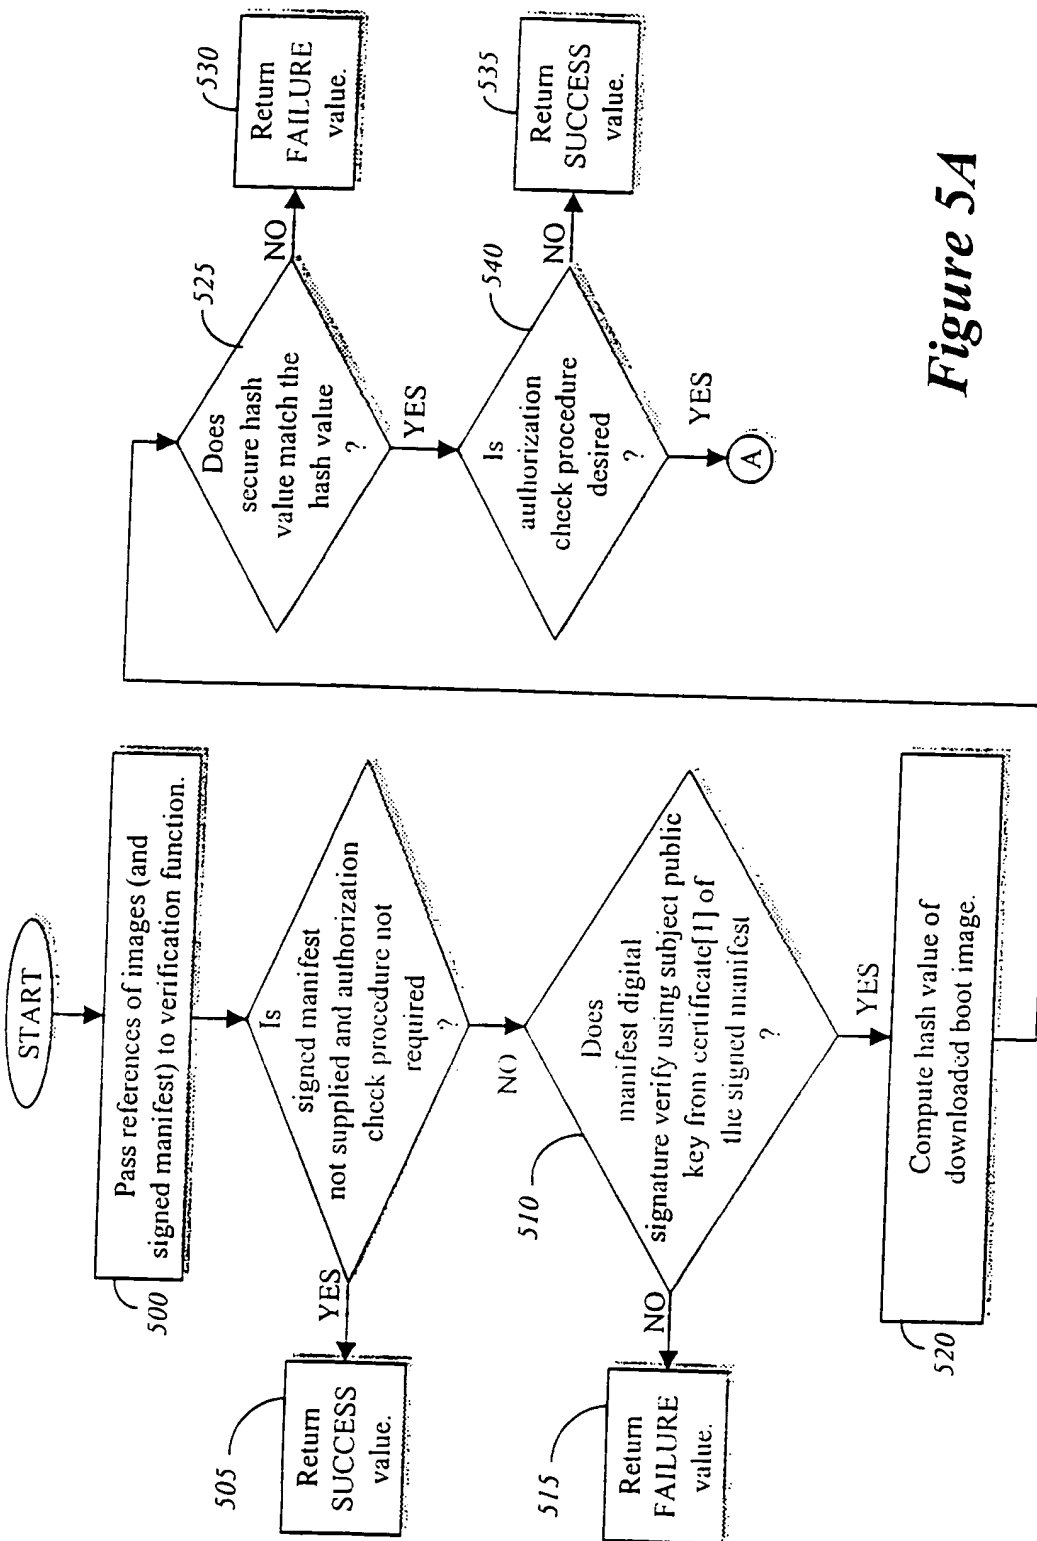 START
Pass references of images (and
signed manifest) to verification function.
500
Is
signed manifest
not supplied and authorization
check procedure not
required
?
YES
Return
SUCCESS
value.
505
NO
Does
manifest digital
signature verify using subject public
key from certificate[1] of
the signed manifest
?
510
NO
Return
FAILURE
value.
515
YES
Compute hash value of
downloaded boot image.
520
Does
secure hash
value match the
hash value
?
525
NO
Return
FAILURE
value.
530
YES
Is
authorization
check procedure
desired
?
540
NO
Return
SUCCESS
value.
535
YES
A
Figure 5A